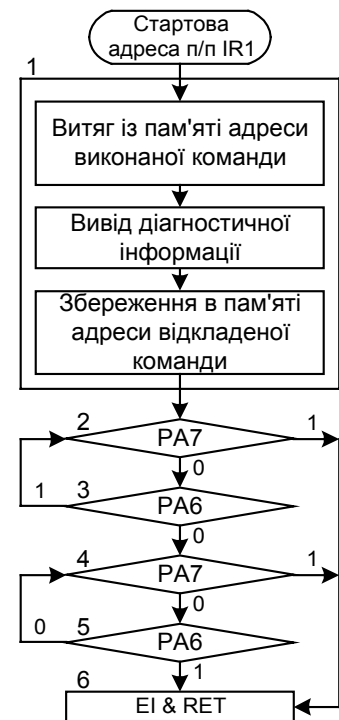 Стартова
адреса п/п IR1
1
Витяг із пам'яті адреси
виконаної команди
Вивід діагностичної
інформації
Збереження в пам'яті
адреси відкладеної
команди
2
PA7
1
0
1
3
PA6
0
4
PA7
1
0
0
5
PA6
1
6
EI & RET